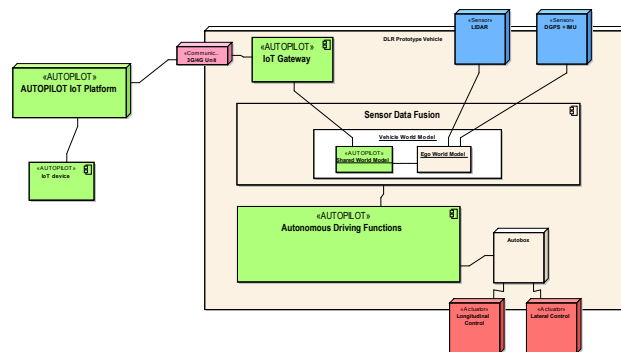 «Sensor»
LIDAR
«Sensor»
DGPS + IMU
DLR Prototype Vehicle
«Communic...
3G/4G Unit
«AUTOPILOT»
IoT Gateway
«AUTOPILOT»
AUTOPILOT IoT Platform
Sensor Data Fusion
Vehicle World Model
«AUTOPILOT»
Shared World Model
Ego World Model
«AUTOPILOT»
IoT device
«AUTOPILOT»
Autonomous Driving Functions
Autobox
«Actuator»
Longitudinal
Control
«Actuator»
Lateral Control